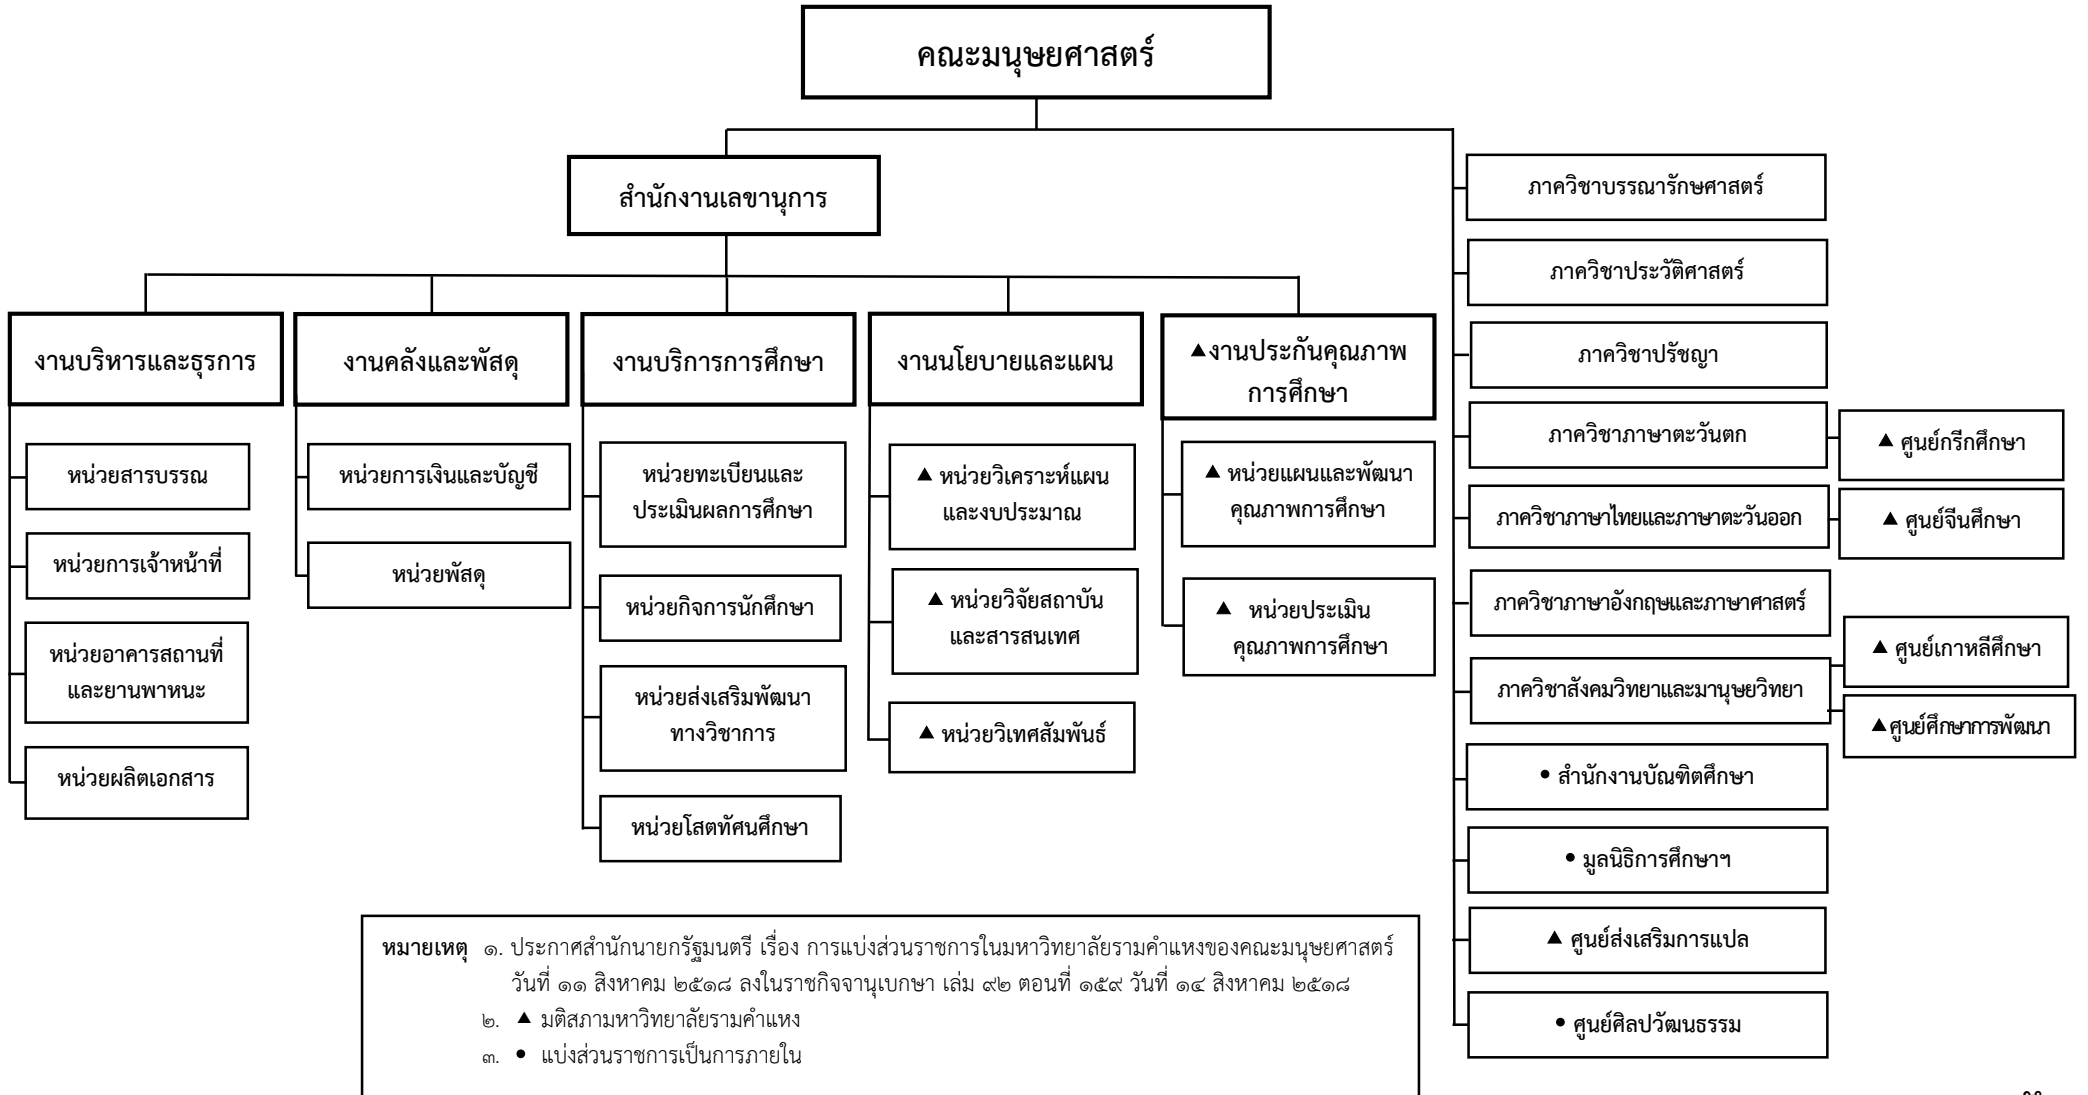 คณะมนุษยศาสตร์
สำนักงานเลขานุการ
งานบริหารและธุรการ
หน่วยสารบรรณ
หน่วยการเจ้าหน้าที่
หน่วยอาคารสถานที่
และยานพาหนะ
หน่วยผลิตเอกสาร
งานคลังและพัสดุ
หน่วยการเงินและบัญชี
หน่วยพัสดุ
งานบริการการศึกษา
หน่วยทะเบียนและ
ประเมินผลการศึกษา
หน่วยกิจการนักศึกษา
หน่วยส่งเสริมพัฒนา
ทางวิชาการ
หน่วยโสตทัศนศึกษา
งานนโยบายและแผน
▲ หน่วยวิเคราะห์แผน
และงบประมาณ
▲ หน่วยวิจัยสถาบัน
และสารสนเทศ
▲ หน่วยวิเทศสัมพันธ์
▲งานประกันคุณภาพ
การศึกษา
▲ หน่วยแผนและพัฒนา
คุณภาพการศึกษา
▲ หน่วยประเมิน
คุณภาพการศึกษา
ภาควิชาบรรณารักษศาสตร์
ภาควิชาประวัติศาสตร์
ภาควิชาปรัชญา
ภาควิชาภาษาตะวันตก
▲ ศูนย์กรีกศึกษา
ภาควิชาภาษาไทยและภาษาตะวันออก
▲ ศูนย์จีนศึกษา
ภาควิชาภาษาอังกฤษและภาษาศาสตร์
ภาควิชาสังคมวิทยาและมานุษยวิทยา
▲ ศูนย์เกาหลีศึกษา
▲ศูนย์ศึกษาการพัฒนา
• สำนักงานบัณฑิตศึกษา
• มูลนิธิการศึกษาฯ
▲ ศูนย์ส่งเสริมการแปล
• ศูนย์ศิลปวัฒนธรรม
หมายเหตุ ๑. ประกาศสำนักนายกรัฐมนตรี เรื่อง การแบ่งส่วนราชการในมหาวิทยาลัยรามคำแหงของคณะมนุษยศาสตร์
วันที่ ๑๑ สิงหาคม ๒๕๑๘ ลงในราชกิจจานุเบกษา เล่ม ๙๒ ตอนที่ ๑๕๙ วันที่ ๑๔ สิงหาคม ๒๕๑๘
๒. ▲ มติสภามหาวิทยาลัยรามคำแหง
๓. • แบ่งส่วนราชการเป็นการภายใน